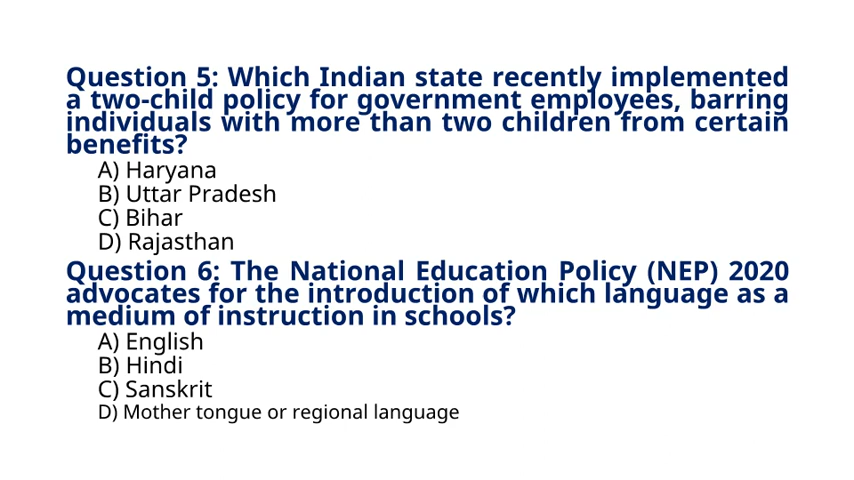 Question 5: Which Indian state recently implemented
a two-child policy for government employees, barring
individuals with more than two children from certain
benefits?
A) Haryana
B) Uttar Pradesh
C) Bihar
D) Rajasthan
Question 6: The National Education Policy (NEP) 2020
advocates for the introduction of which language as a
medium of instruction in schools?
A) English
B) Hindi
C) Sanskrit
D) Mother tongue or regional language